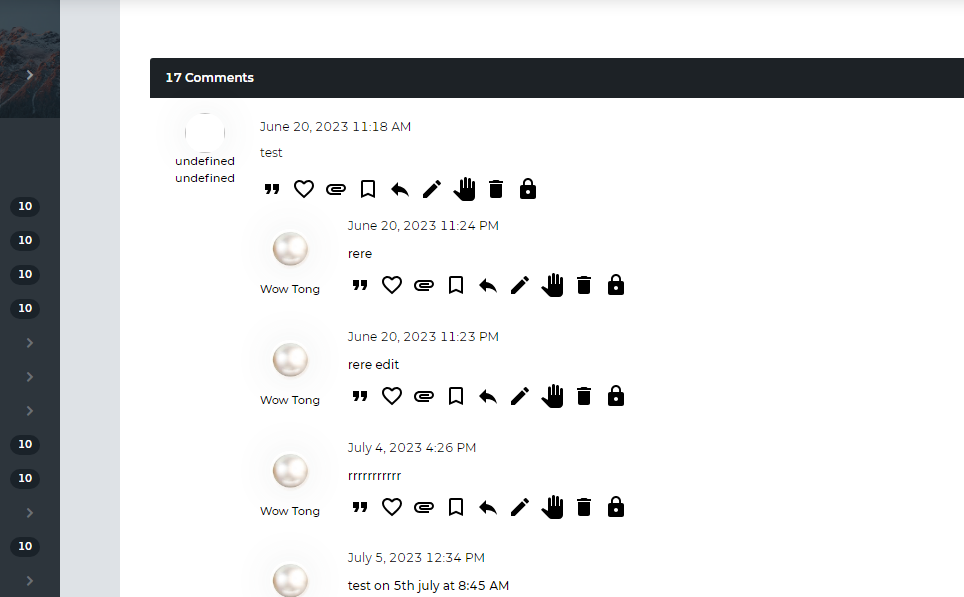 17 Comments
June 20, 2023 11:18 AM
test
undefined
undefined
June 20, 2023 11:24 PM
rere
Wow Tong
June 20, 2023 11:23 PM
rere edit
Wow Tong
July 4, 2023 4:26 PM
rrrrrrrrrrr
Wow Tong
July 5, 2023 12:34 PM
test on 5th july at 8:45 AM
10
10
10
10
10
10
10